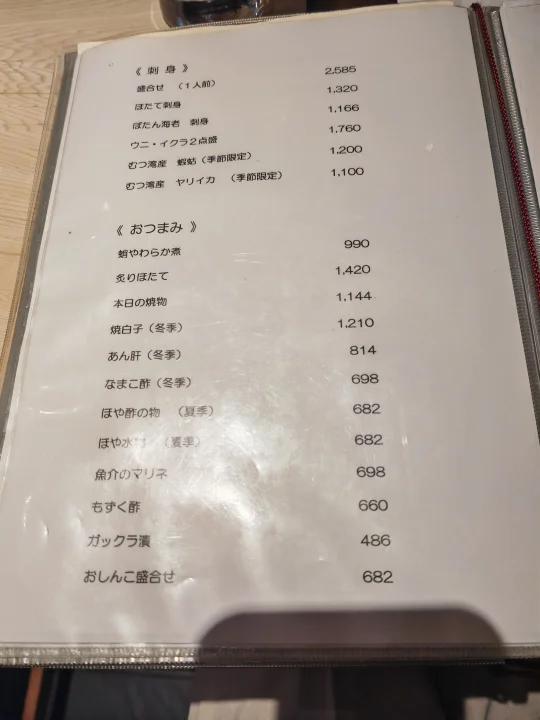 《 刺 身 》
盛合せ （1人前） 2,585
ほたて刺身 1,320
ぼたん海老 刺身 1,166
ウニ・イクラ2点盛 1,760
むつ湾産 蝦蛄（季節限定） 1,200
むつ湾産 ヤリイカ （季節限定） 1,100
《 おつまみ 》
蛸やわらか煮 990
炙りほたて 1,420
本日の焼物 1,144
焼白子（冬季） 1,210
あん肝（冬季） 814
なまこ酢（冬季） 698
ほや酢の物 （夏季） 682
ほや水 （夏季） 682
魚介のマリネ 698
もずく酢 660
ガックラ漬 486
おしんこ盛合せ 682